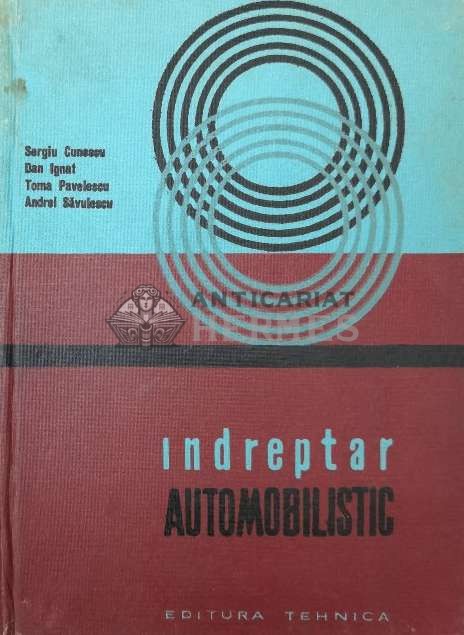 Sergiu Cunescu
Dan Ignat
Toma Pavelescu
Andrei Săvulescu
ANTICARIAT
HERMES
indreptar
AUTOMOBILISTIC
EDITURA TEHNICA